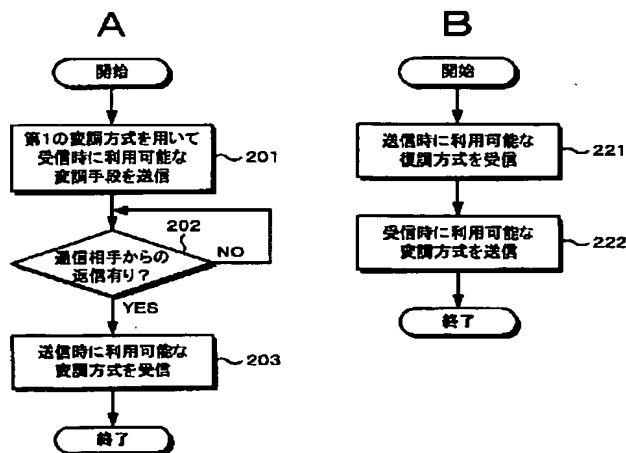 A
開始
第1の変調方式を用いて
受信時に利用可能な
変調手段を送信
201
202
通信相手からの
返信有り?
NO
YES
送信時に利用可能な
変調方式を受信
203
終了
B
開始
送信時に利用可能な
復調方式を受信
221
受信時に利用可能な
変調方式を送信
222
終了